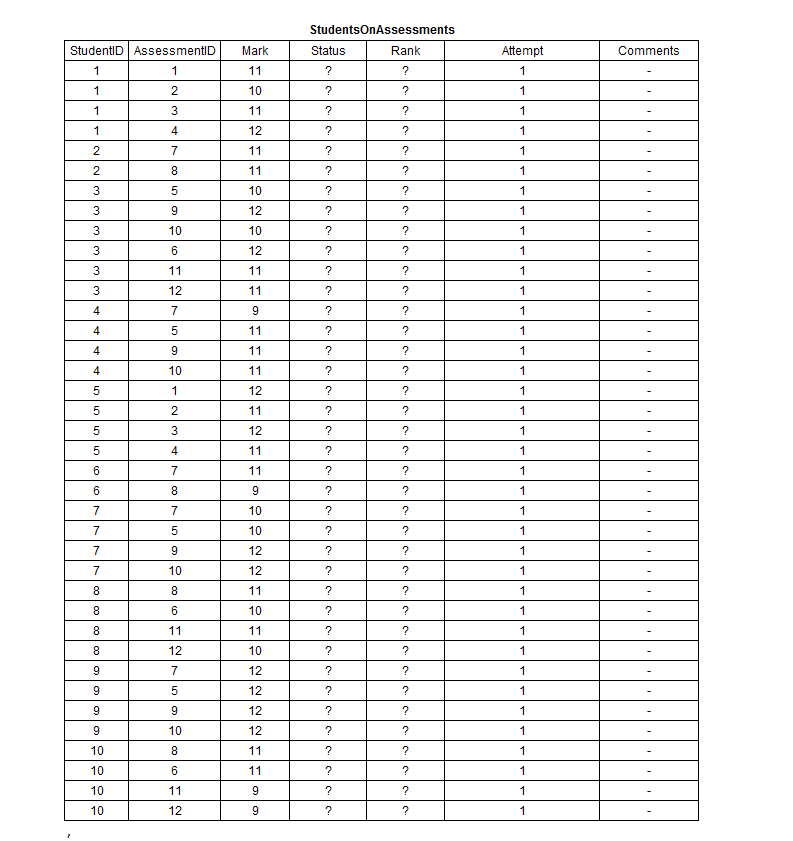 StudentsOnAssessments
StudentID AssessmentID Mark Status Rank Attempt Comments
1 1 11 ? ? 1 -
1 2 10 ? ? 1 -
1 3 11 ? ? 1 -
1 4 12 ? ? 1 -
2 7 11 ? ? 1 -
2 8 11 ? ? 1 -
3 5 10 ? ? 1 -
3 9 12 ? ? 1 -
3 10 10 ? ? 1 -
3 6 12 ? ? 1 -
3 11 11 ? ? 1 -
3 12 11 ? ? 1 -
4 7 9 ? ? 1 -
4 5 11 ? ? 1 -
4 9 11 ? ? 1 -
4 10 11 ? ? 1 -
5 1 12 ? ? 1 -
5 2 11 ? ? 1 -
5 3 12 ? ? 1 -
5 4 11 ? ? 1 -
6 7 11 ? ? 1 -
6 8 9 ? ? 1 -
7 7 10 ? ? 1 -
7 5 10 ? ? 1 -
7 9 12 ? ? 1 -
7 10 12 ? ? 1 -
8 8 11 ? ? 1 -
8 6 10 ? ? 1 -
8 11 11 ? ? 1 -
8 12 10 ? ? 1 -
9 7 12 ? ? 1 -
9 5 12 ? ? 1 -
9 9 12 ? ? 1 -
9 10 12 ? ? 1 -
10 8 11 ? ? 1 -
10 6 11 ? ? 1 -
10 11 9 ? ? 1 -
10 12 9 ? ? 1 -
,